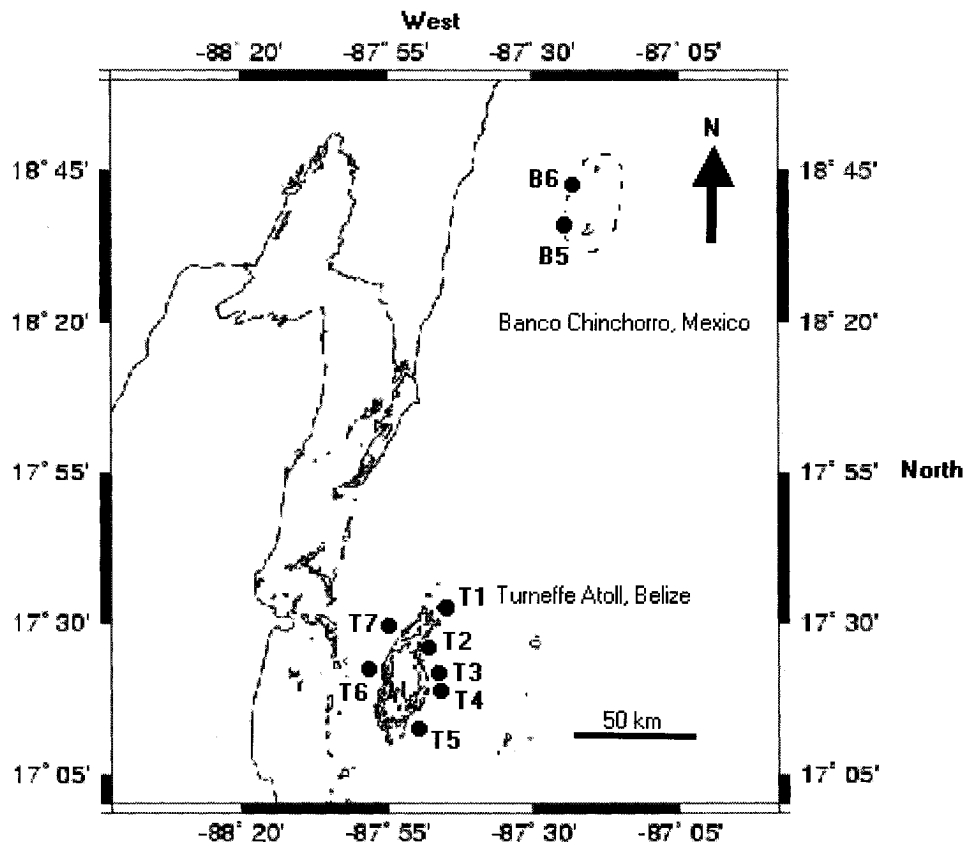 West
-88° 20' -87° 55' -87° 30' -87° 05'
N
18° 45' 18° 45'
B6
B5
18° 20' Banco Chinchorro, Mexico 18° 20'
17° 55' 17° 55' North
T1 Turneffe Atoll, Belize
17° 30' T7 17° 30'
T2
T3
T6 T4
50 km
T5
17° 05' 17° 05'
-88° 20' -87° 55' -87° 30' -87° 05'